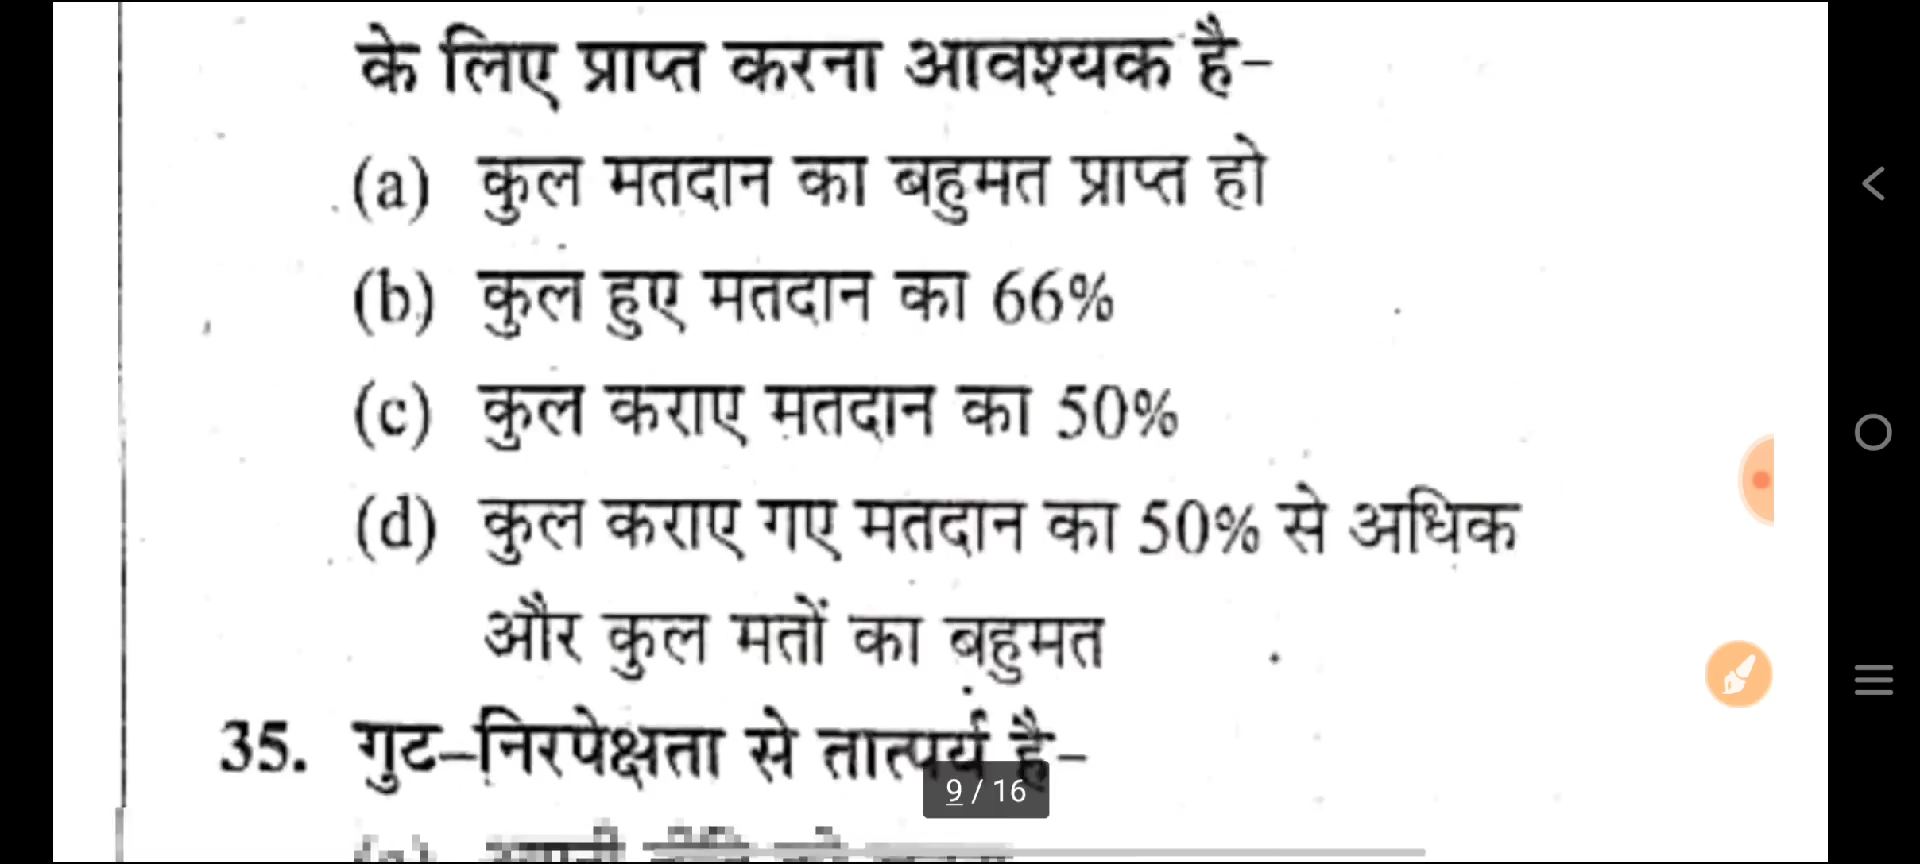 के लिए प्राप्त करना आवश्यक है–
(a) कुल मतदान का बहुमत प्राप्त हो
(b) कुल हुए मतदान का 66%
(c) कुल कराए मतदान का 50%
(d) कुल कराए गए मतदान का 50% से अधिक
और कुल मतों का बहुमत
35. गुट–निरपेक्षता से तात्पर्य है–
9 / 16